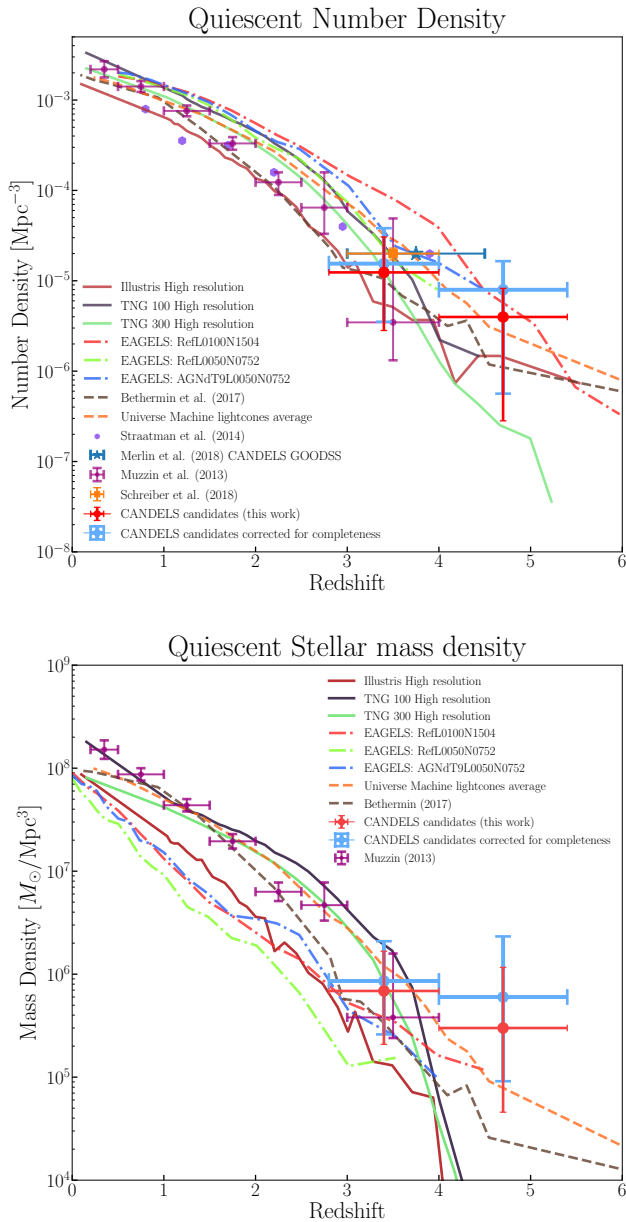 Quiescent Number Density
Number Density [Mpc⁻³]
10⁻³
10⁻⁴
10⁻⁵
10⁻⁶
10⁻⁷
10⁻⁸
Illustris High resolution
TNG 100 High resolution
TNG 300 High resolution
EAGELS: RefL0100N1504
EAGELS: RefL0050N0752
EAGELS: AGNdT9L0050N0752
Bethermin et al. (2017)
Universe Machine lightcones average
Straatman et al. (2014)
Merlin et al. (2018) CANDELS GOODSS
Muzzin et al. (2013)
Schreiber et al. (2018)
CANDELS candidates (this work)
CANDELS candidates corrected for completeness
0 1 2 3 4 5 6
Redshift
Quiescent Stellar mass density
Mass Density [M⊙/Mpc³]
10⁹
10⁸
10⁷
10⁶
10⁵
10⁴
Illustris High resolution
TNG 100 High resolution
TNG 300 High resolution
EAGELS: RefL0100N1504
EAGELS: RefL0050N0752
EAGELS: AGNdT9L0050N0752
Universe Machine lightcones average
Bethermin (2017)
CANDELS candidates (this work)
CANDELS candidates corrected for completeness
Muzzin (2013)
0 1 2 3 4 5 6
Redshift